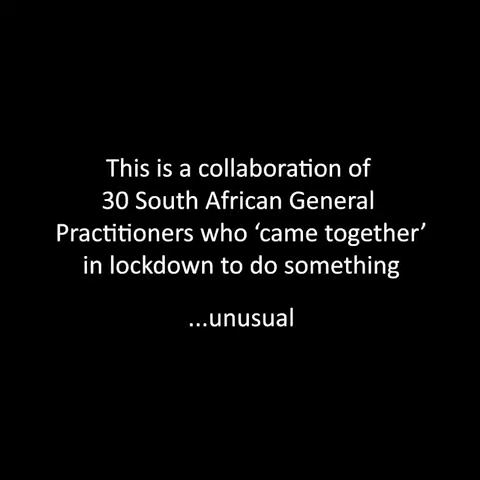 This is a collaboration of
30 South African General
Practitioners who ‘came together’
in lockdown to do something
...unusual